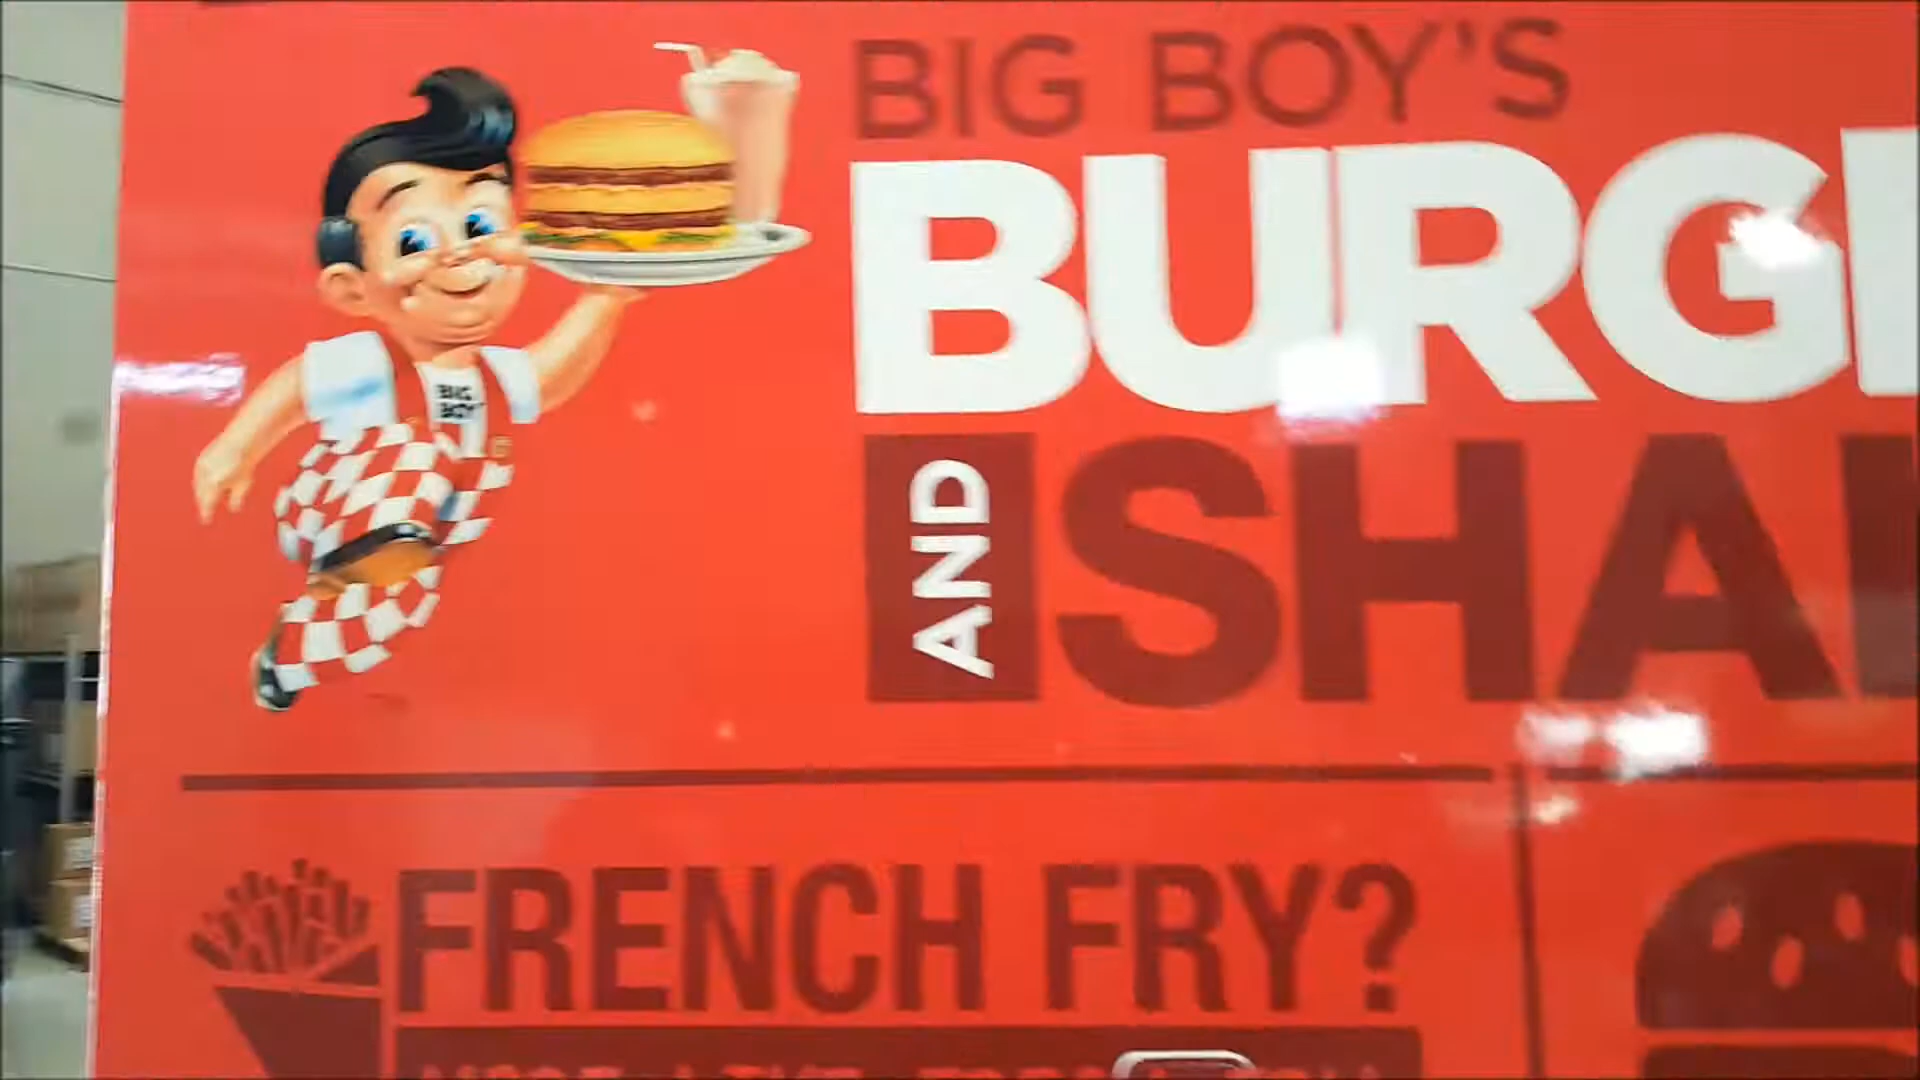 BIG BOY'S
BURG
AND SHA
BIG BOY
FRENCH FRY?